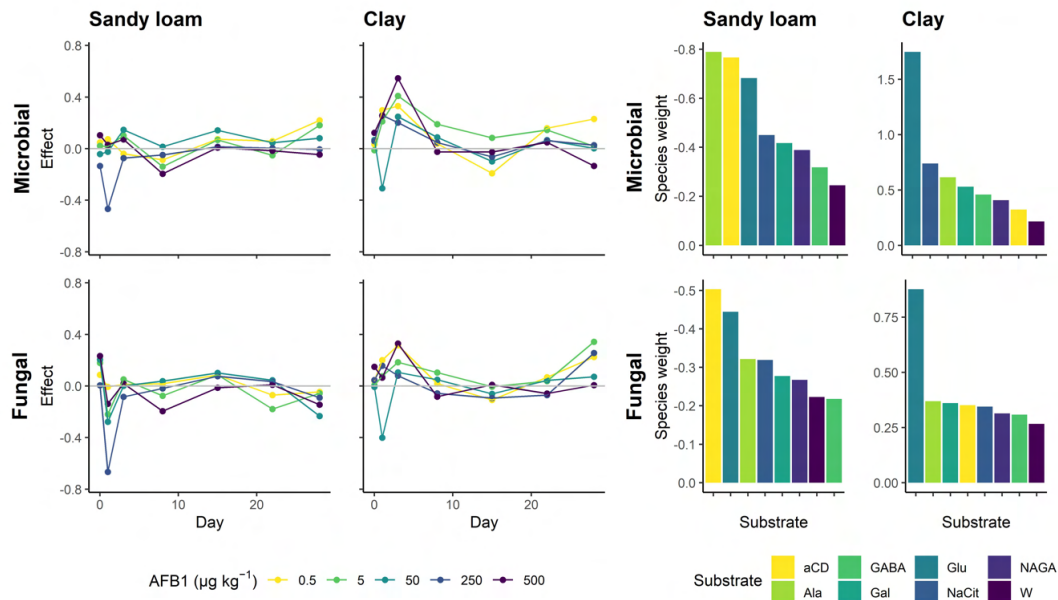 Sandy loam
Clay
Sandy loam
Clay
Microbial
Effect
0.8
0.4
0.0
-0.4
-0.8
Microbial
Species weight
-0.8
-0.6
-0.4
-0.2
0.0
1.5
1.0
0.5
0.0
Fungal
Effect
0.8
0.4
0.0
-0.4
-0.8
0 10 20
Day
0 10 20
Day
Fungal
Species weight
-0.5
-0.4
-0.3
-0.2
-0.1
0.0
Substrate
0.75
0.50
0.25
0.00
Substrate
AFB1 (µg kg⁻¹) 0.5 5 50 250 500
Substrate
aCD GABA Glu NAGA
Ala Gal NaCit W